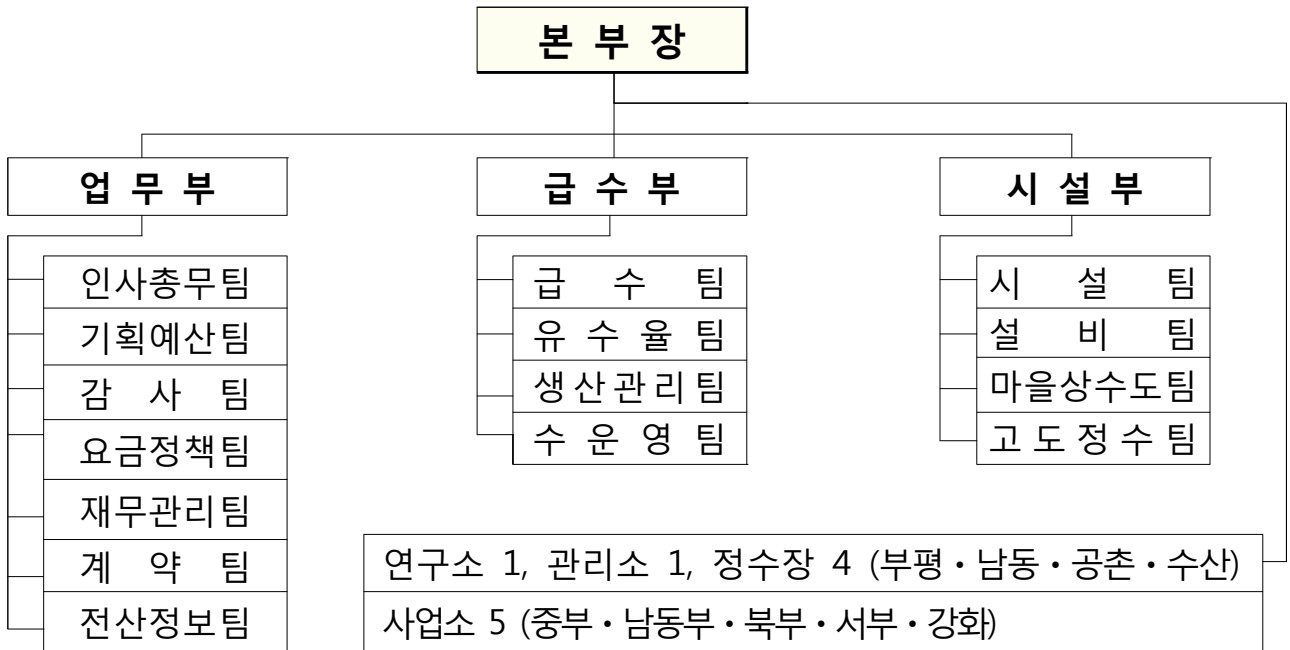 본 부 장
업 무 부
인사총무팀
기획예산팀
감 사 팀
요금정책팀
재무관리팀
계 약 팀
전산정보팀
급 수 부
급 수 팀
유 수 율 팀
생산관리팀
수 운 영 팀
시 설 부
시 설 팀
설 비 팀
마을상수도팀
고도정수팀
연구소 1, 관리소 1, 정수장 4 (부평・남동・공촌・수산)
사업소 5 (중부・남동부・북부・서부・강화)